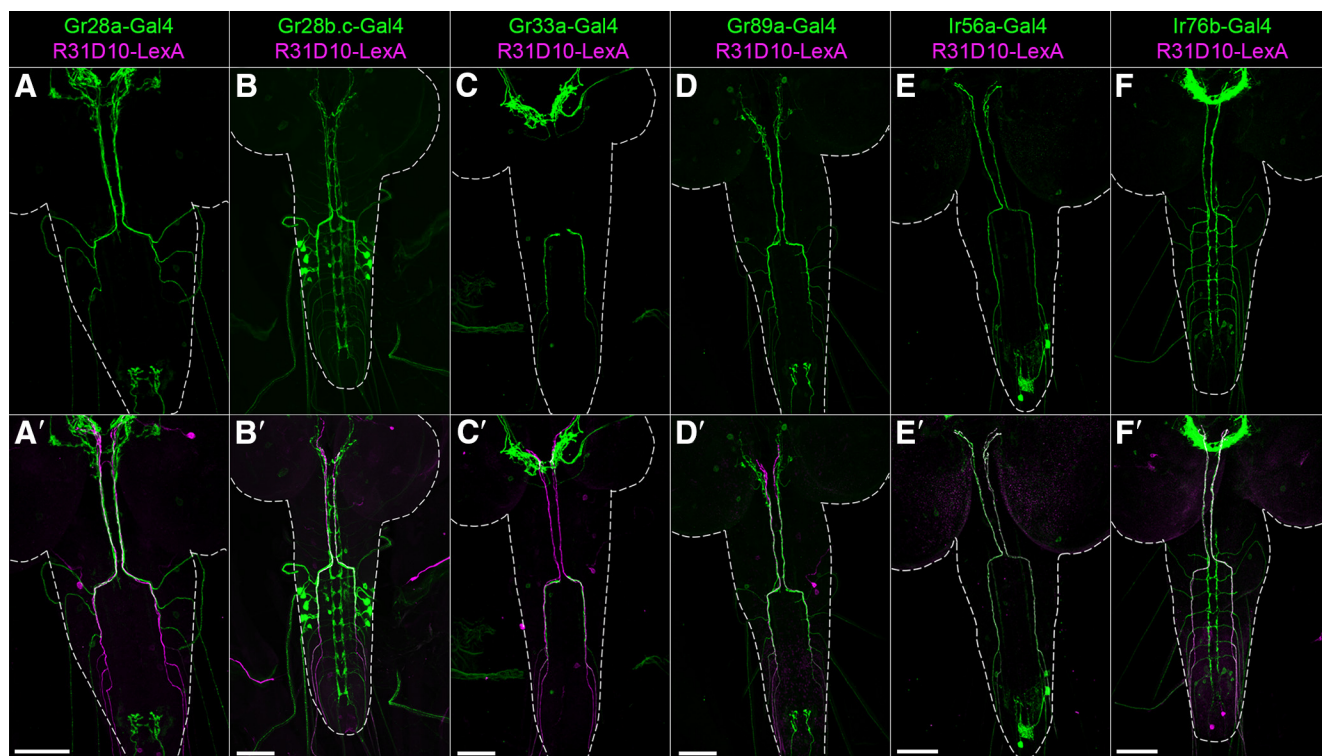 Gr28a-Gal4
R31D10-LexA
Gr28b.c-Gal4
R31D10-LexA
Gr33a-Gal4
R31D10-LexA
Gr89a-Gal4
R31D10-LexA
Ir56a-Gal4
R31D10-LexA
Ir76b-Gal4
R31D10-LexA
A
B
C
D
E
F
A′
B′
C′
D′
E′
F′